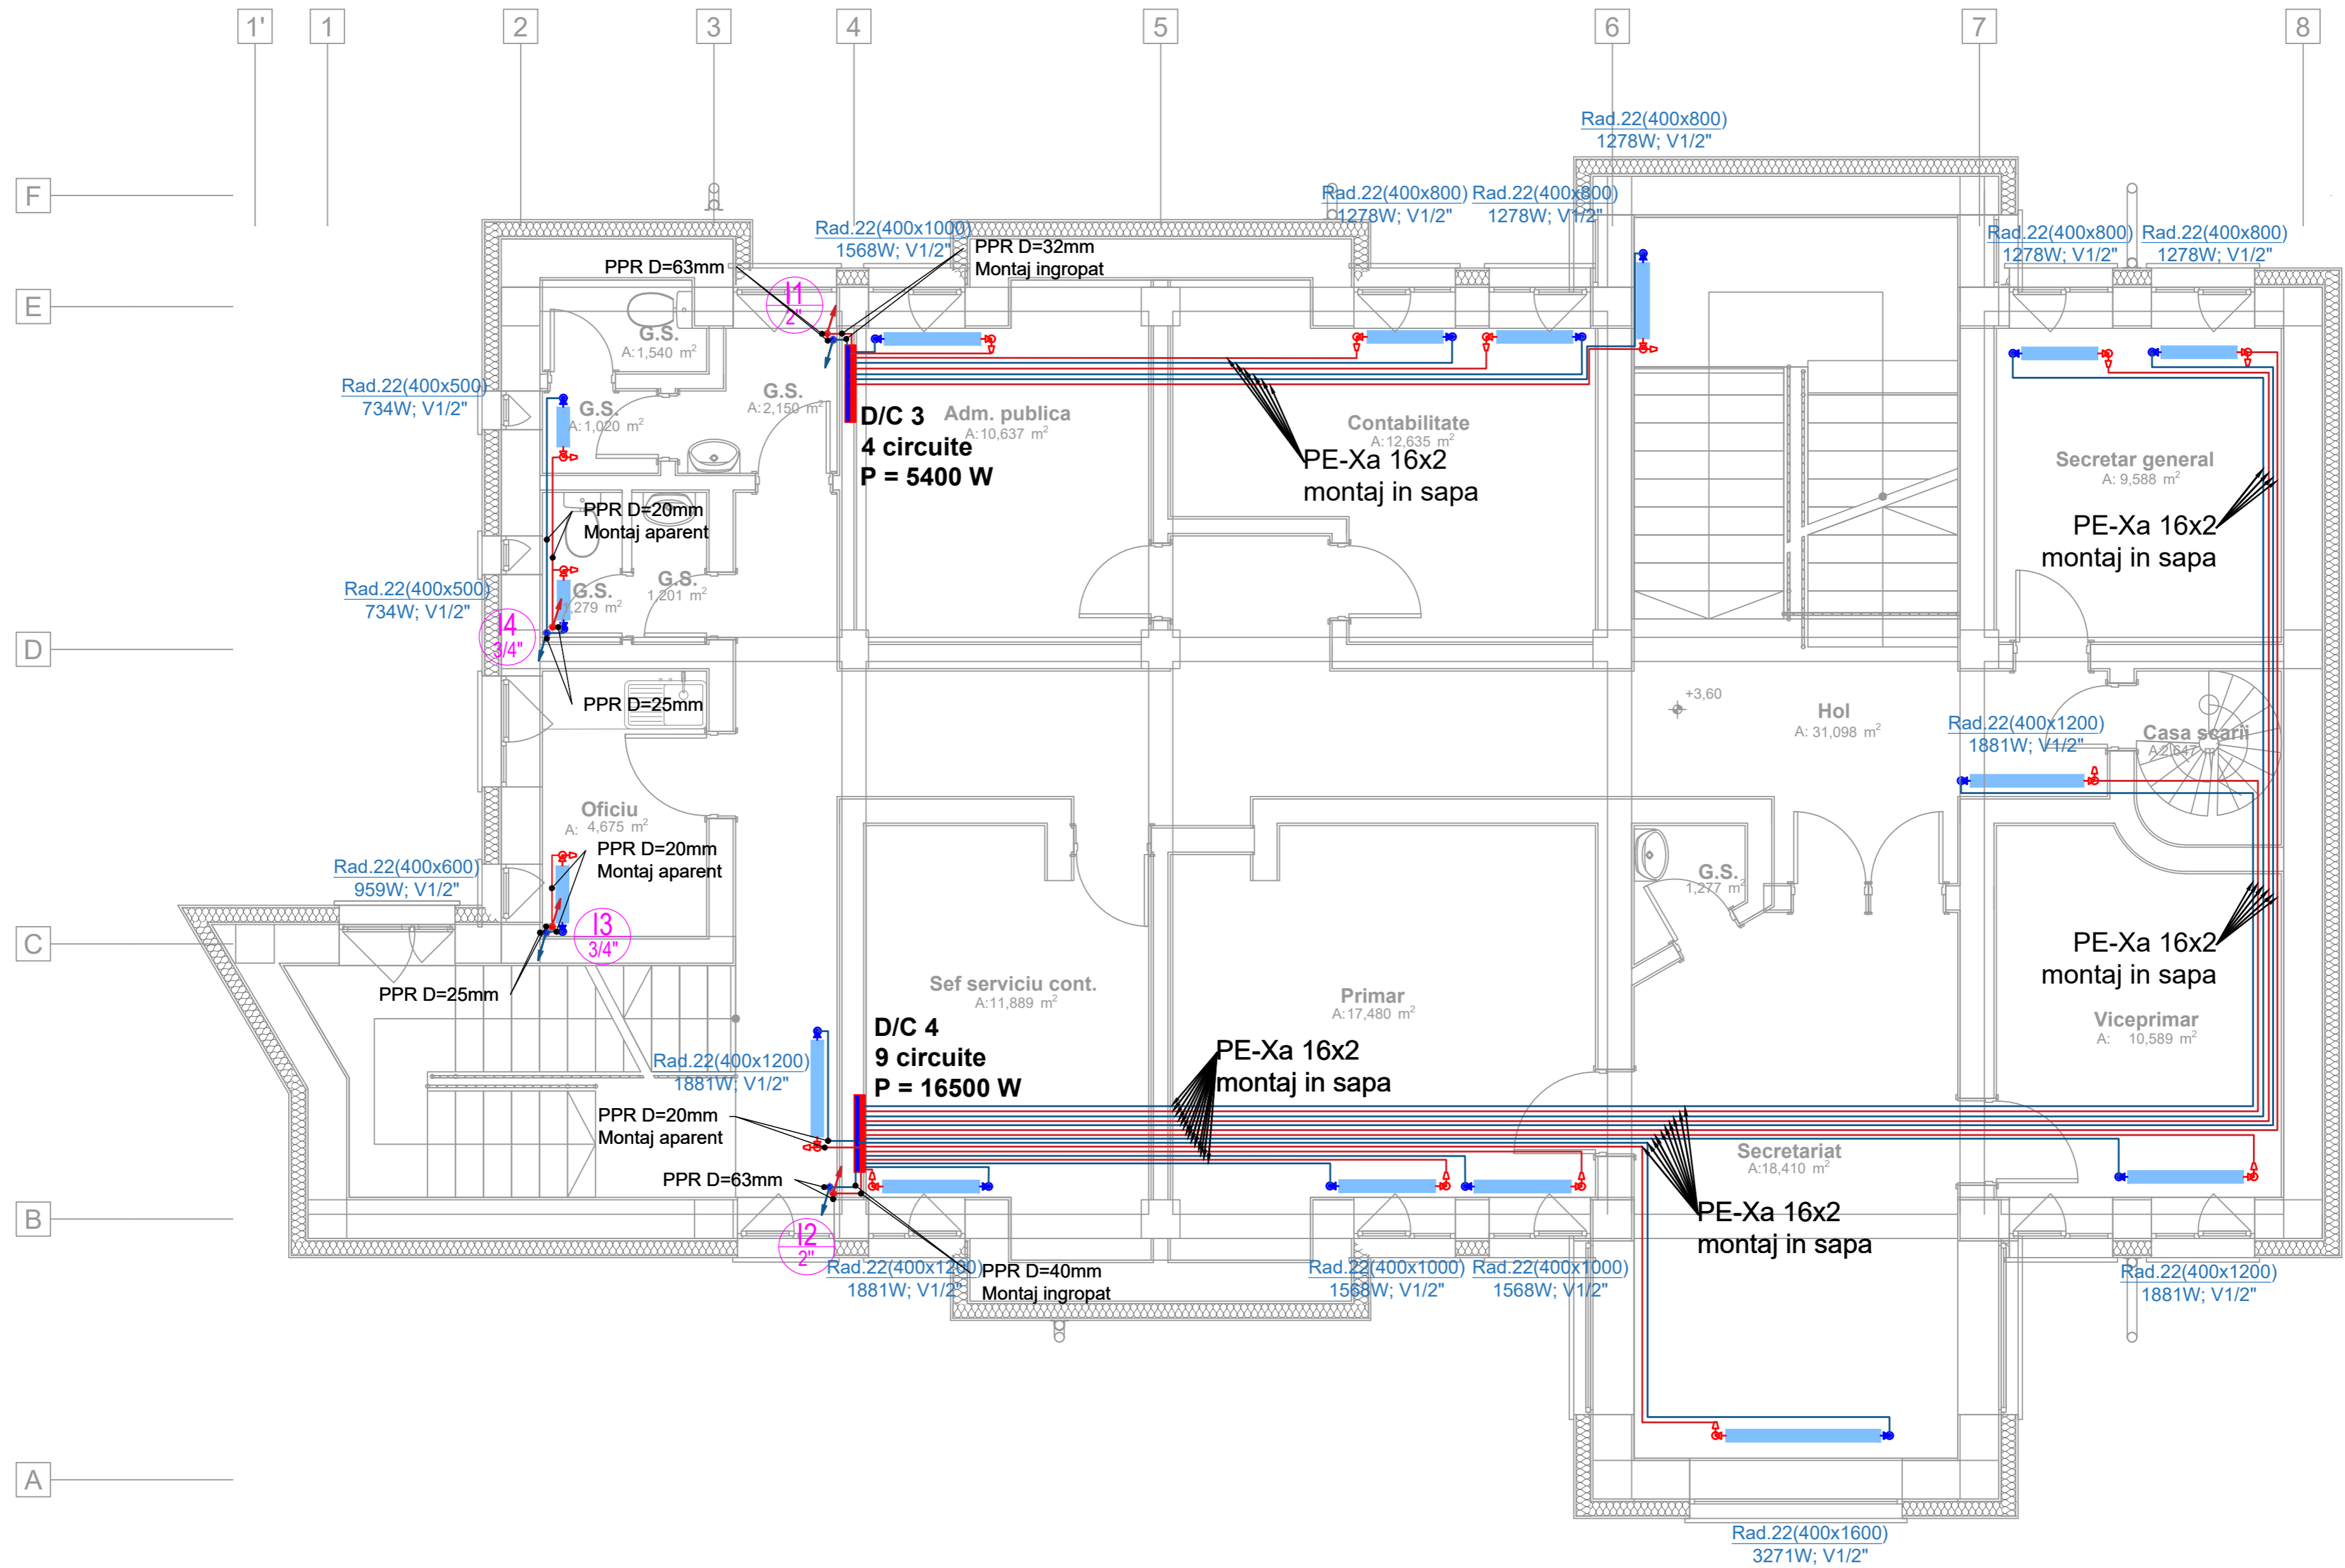 1'
1
2
3
4
5
6
7
8
F
E
D
C
B
A
Rad.22(400x800)
1278W; V1/2"
Rad.22(400x800)
1278W; V1/2"
Rad.22(400x800)
1278W; V1/2"
Rad.22(400x1000)
1568W; V1/2"
PPR D=32mm
Montaj ingropat
PPR D=63mm
Rad.22(400x800)
1278W; V1/2"
Rad.22(400x800)
1278W; V1/2"
I1
2"
G.S.
A:1,540 m²
G.S.
A:2,150 m²
Rad.22(400x500)
734W; V1/2"
G.S.
A:1,020 m²
D/C 3
4 circuite
P = 5400 W
Adm. publica
A:10,637 m²
Contabilitate
A:12,635 m²
PE-Xa 16x2
montaj in sapa
Secretar general
A: 9,588 m²
PE-Xa 16x2
montaj in sapa
PPR D=20mm
Montaj aparent
Rad.22(400x500)
734W; V1/2"
G.S.
1,279 m²
G.S.
1,201 m²
I4
3/4"
PPR D=25mm
+3,60
Hol
A: 31,098 m²
Rad.22(400x1200)
1881W; V1/2"
Casa scarii
A:2,647 m²
Oficiu
A: 4,675 m²
PPR D=20mm
Montaj aparent
Rad.22(400x600)
959W; V1/2"
I3
3/4"
PPR D=25mm
G.S.
1,277 m²
PE-Xa 16x2
montaj in sapa
Sef serviciu cont.
A:11,889 m²
Primar
A:17,480 m²
Viceprimar
A: 10,589 m²
D/C 4
9 circuite
P = 16500 W
Rad.22(400x1200)
1881W; V1/2"
PE-Xa 16x2
montaj in sapa
PPR D=20mm
Montaj aparent
PPR D=63mm
Secretariat
A:18,410 m²
PE-Xa 16x2
montaj in sapa
I2
2"
Rad.22(400x1200)
1881W; V1/2"
PPR D=40mm
Montaj ingropat
Rad.22(400x1000)
1568W; V1/2"
Rad.22(400x1000)
1568W; V1/2"
Rad.22(400x1200)
1881W; V1/2"
Rad.22(400x1600)
3271W; V1/2"